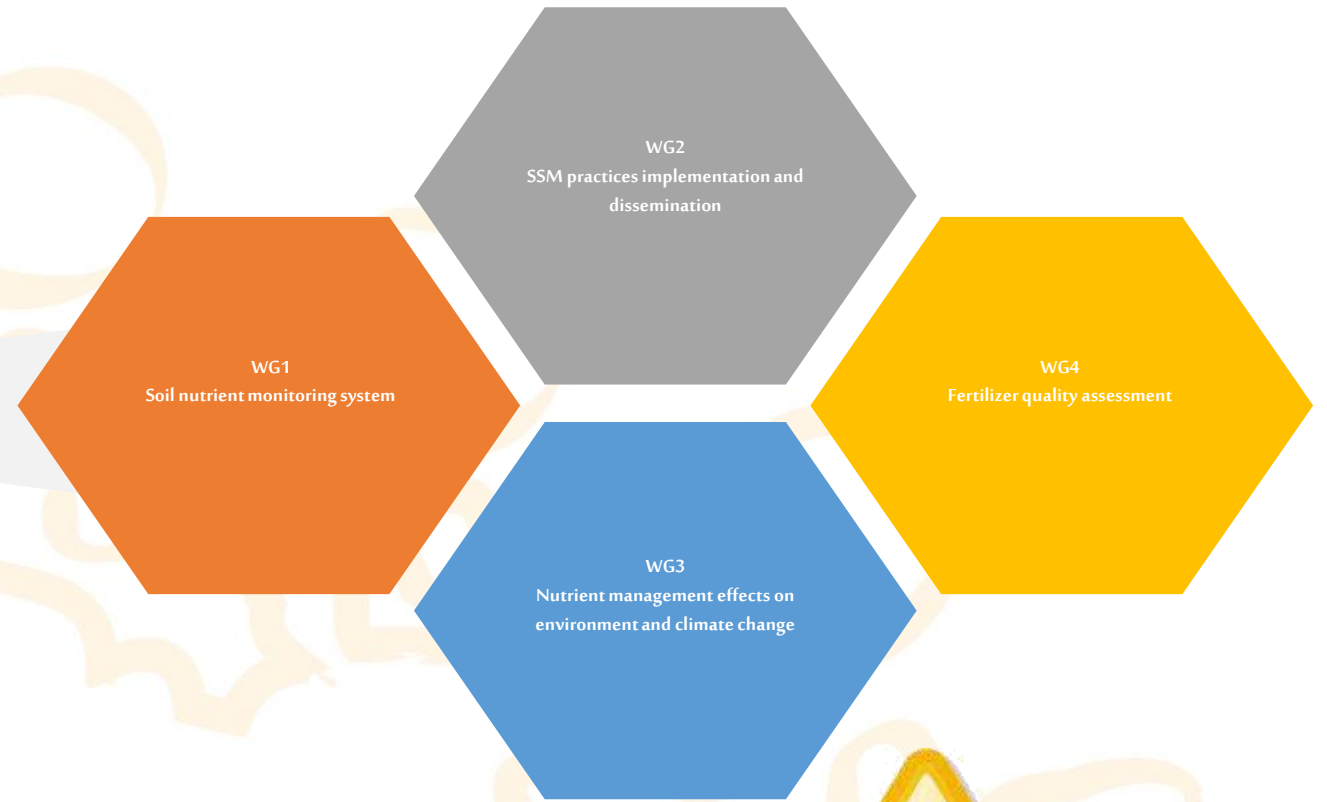 WG2
SSM practices implementation and
dissemination
WG1
Soil nutrient monitoring system
WG4
Fertilizer quality assessment
WG3
Nutrient management effects on
environment and climate change